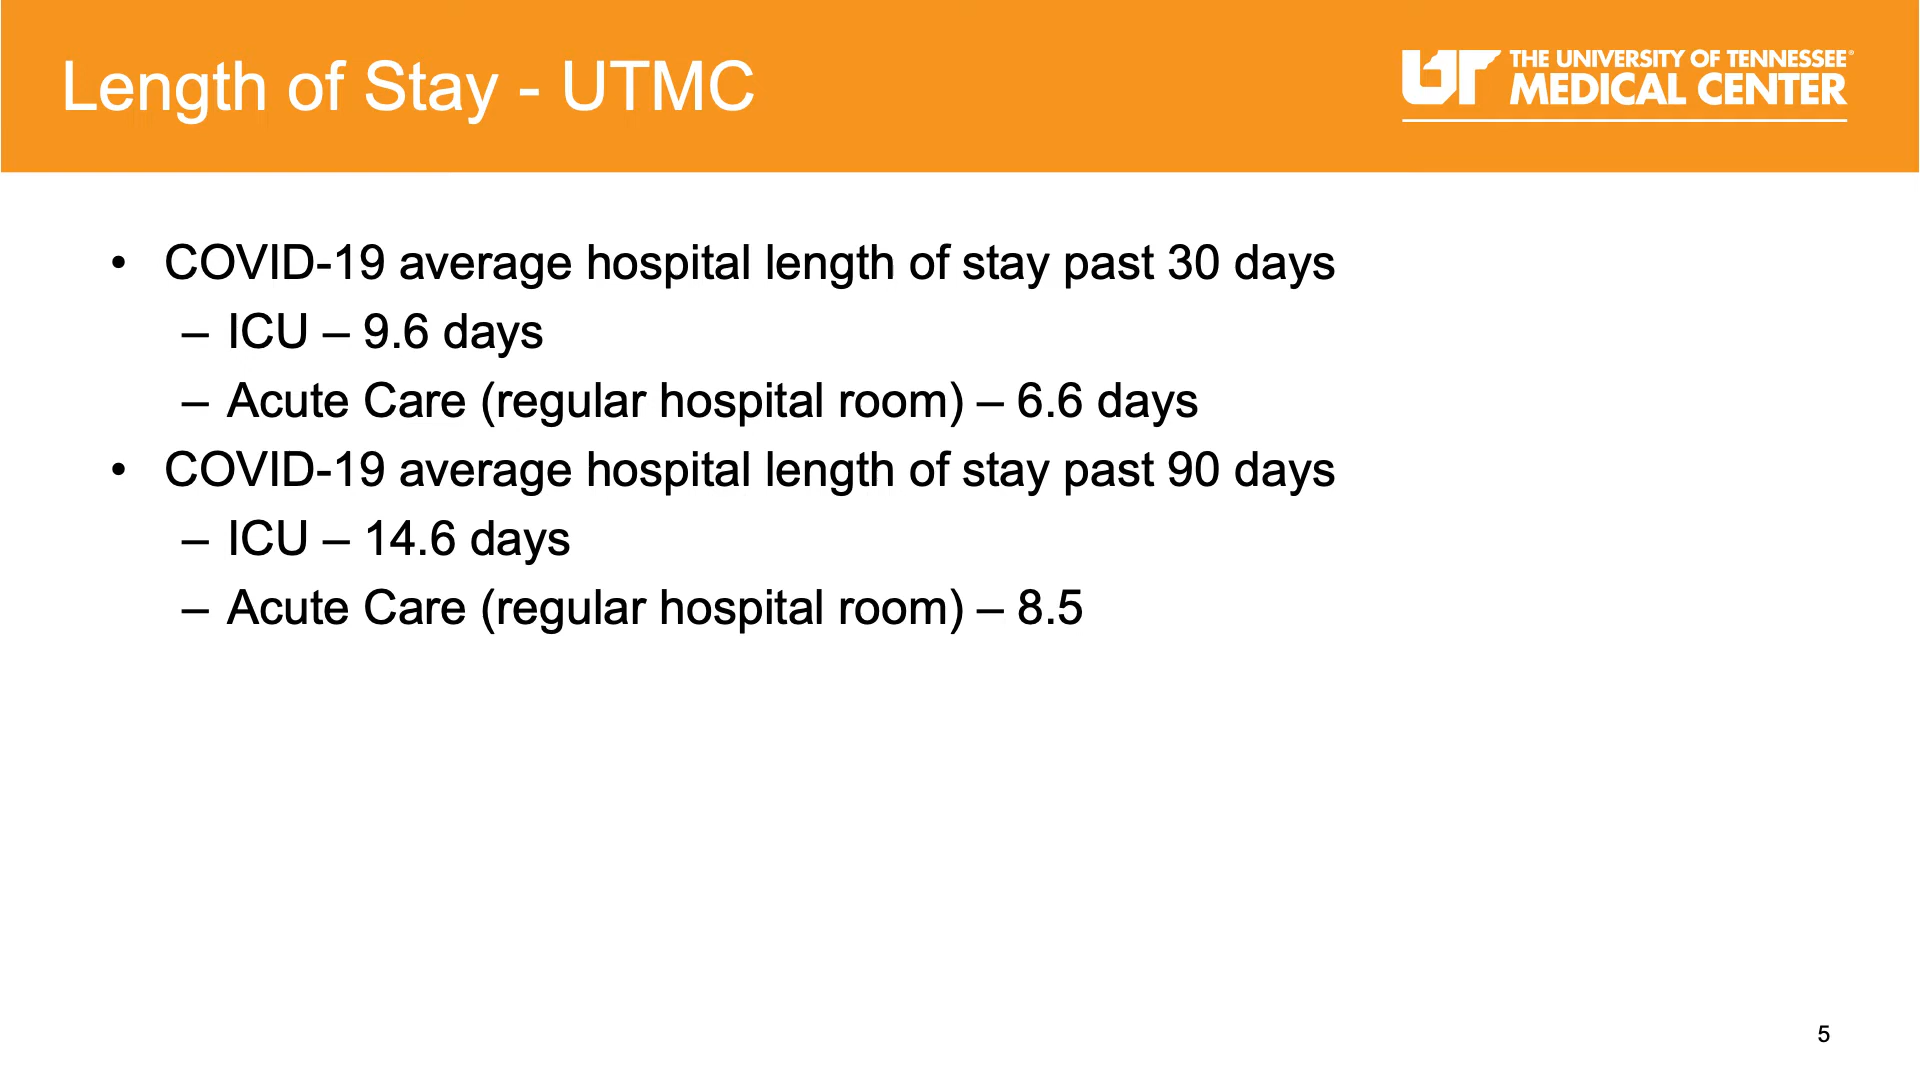 Length of Stay - UTMC
UT THE UNIVERSITY OF TENNESSEE®
MEDICAL CENTER
• COVID-19 average hospital length of stay past 30 days
– ICU – 9.6 days
– Acute Care (regular hospital room) – 6.6 days
• COVID-19 average hospital length of stay past 90 days
– ICU – 14.6 days
– Acute Care (regular hospital room) – 8.5
5